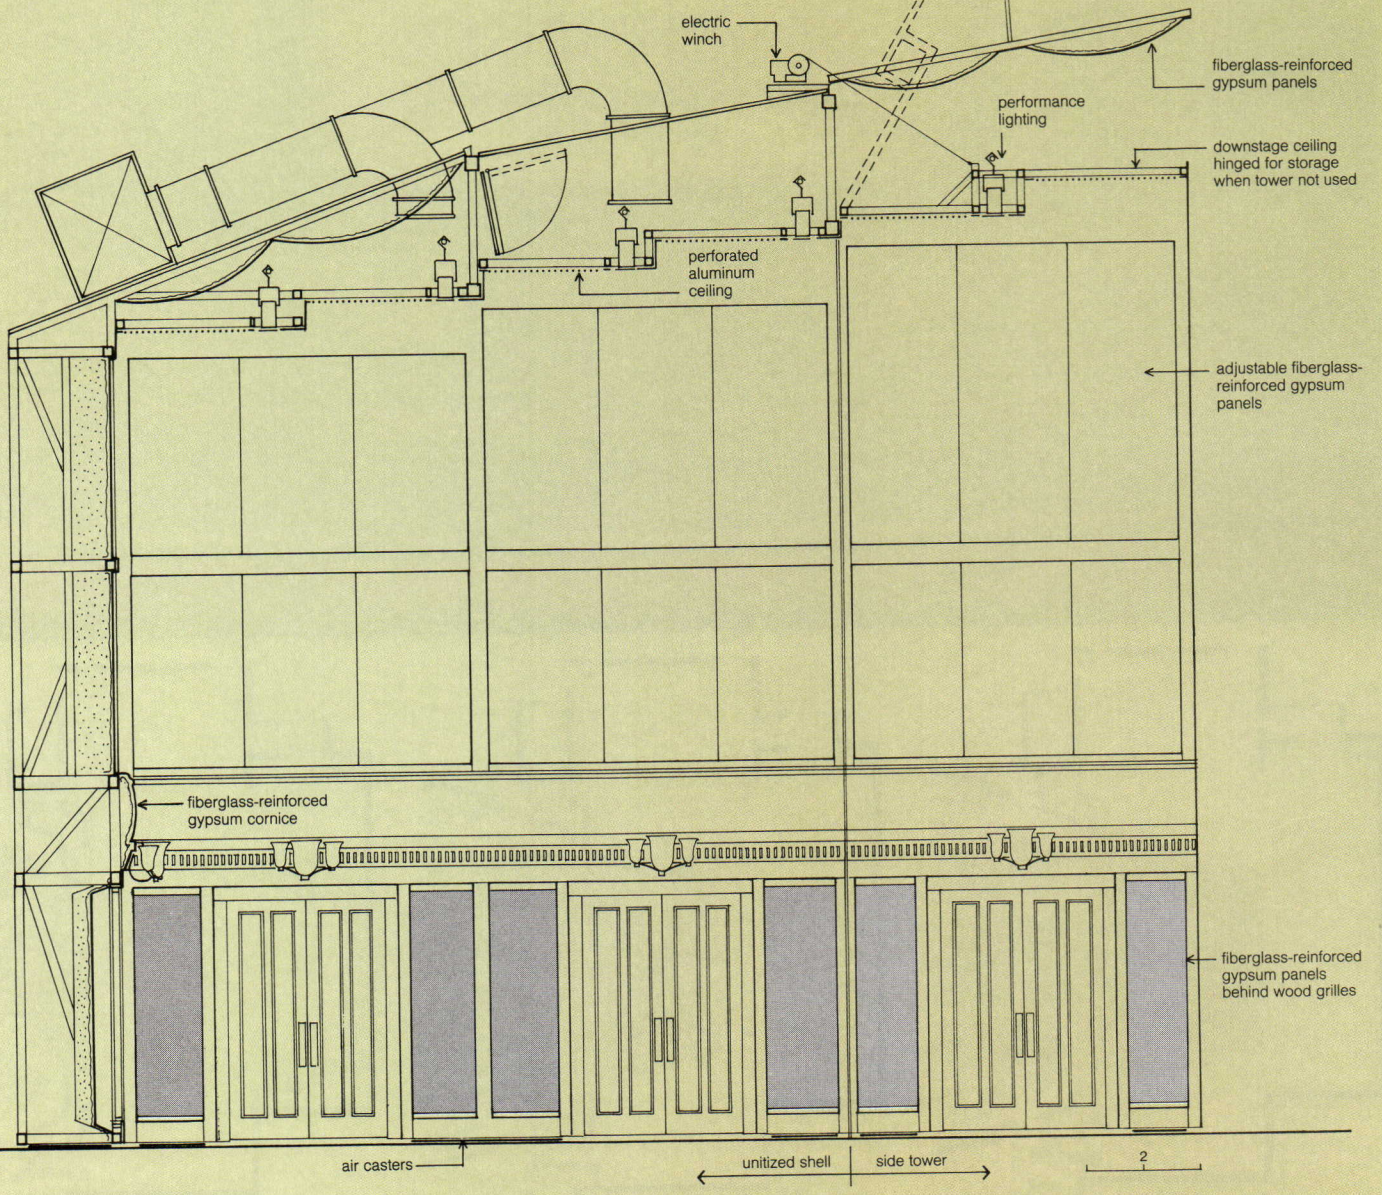 electric
winch
fiberglass-reinforced
gypsum panels
performance
lighting
downstage ceiling
hinged for storage
when tower not used
perforated
aluminum
ceiling
adjustable fiberglass-
reinforced gypsum
panels
fiberglass-reinforced
gypsum cornice
fiberglass-reinforced
gypsum panels
behind wood grilles
air casters
unitized shell
side tower
2